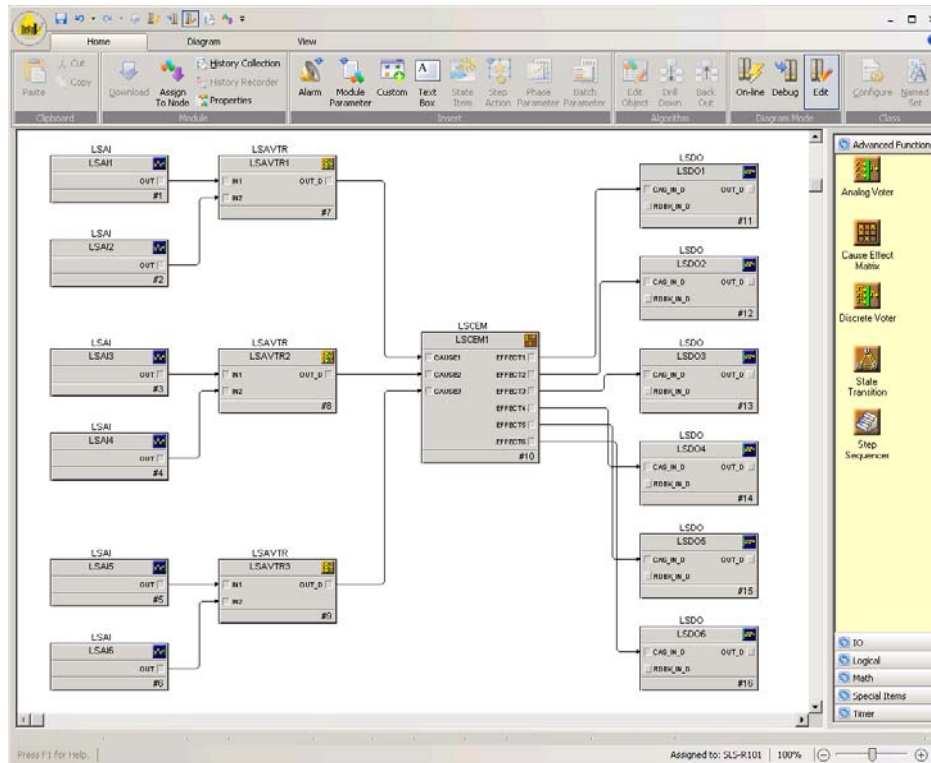 Home Diagram View
Cut
Copy
Paste
Clipboard
Download
Assign To Node
History Collection
History Recorder
Properties
Module
Alarm
Module Parameter
Custom
Text Box
State Item
Step Action
Phase Parameter
Batch Parameter
Insert
Edit Object
Drill Down
Back Out
Algorithm
On-line
Debug
Edit
Diagram Mode
Configure
Named Set
Class
LSAI
LSAI1
OUT
#1
LSAI
LSAI2
OUT
#2
LSAVTR
LSAVTR1
IN1 OUT_D
IN2
#7
LSAI
LSAI3
OUT
#3
LSAI
LSAI4
OUT
#4
LSAVTR
LSAVTR2
IN1 OUT_D
IN2
#8
LSAI
LSAI5
OUT
#5
LSAI
LSAI6
OUT
#6
LSAVTR
LSAVTR3
IN1 OUT_D
IN2
#9
LSCEM
LSCEM1
CAUSE1 EFFECT1
CAUSE2 EFFECT2
CAUSE3 EFFECT3
EFFECT4
EFFECT5
EFFECT6
#10
LSDO
LSDO1
CAS_IN_D OUT_D
RDBK_IN_D
#11
LSDO
LSDO2
CAS_IN_D OUT_D
RDBK_IN_D
#12
LSDO
LSDO3
CAS_IN_D OUT_D
RDBK_IN_D
#13
LSDO
LSDO4
CAS_IN_D OUT_D
RDBK_IN_D
#14
LSDO
LSDO5
CAS_IN_D OUT_D
RDBK_IN_D
#15
LSDO
LSDO6
CAS_IN_D OUT_D
RDBK_IN_D
#16
Advanced Function
Analog Voter
Cause Effect
Matrix
Discrete Voter
State
Transition
Step
Sequencer
IO
Logical
Math
Special Items
Timer
Press F1 for Help.
Assigned to: SLS-R101 100%